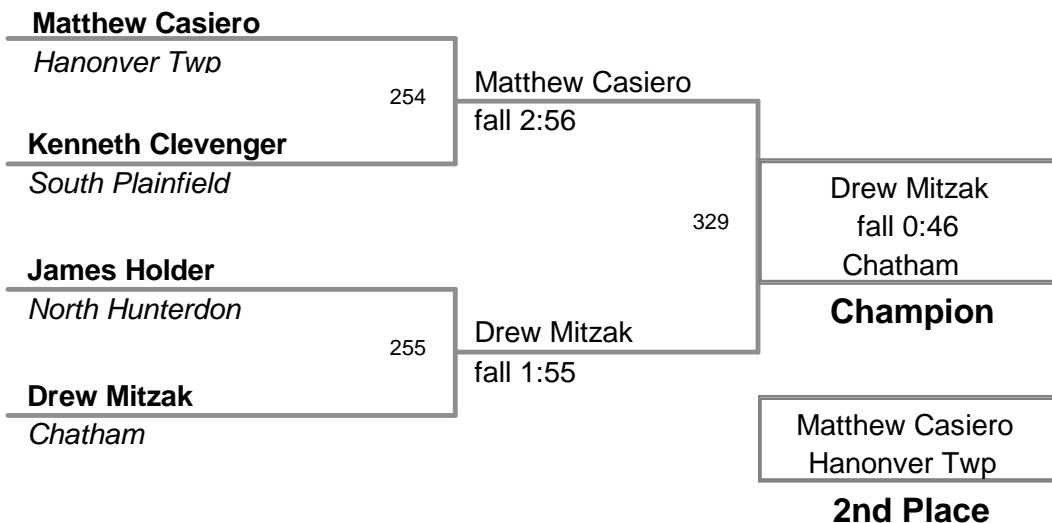 Matthew Casiero
Hanonver Twp
254
Matthew Casiero
fall 2:56
Kenneth Clevenger
South Plainfield
329
Drew Mitzak
fall 0:46
Chatham
Champion
James Holder
North Hunterdon
255
Drew Mitzak
fall 1:55
Drew Mitzak
Chatham
Matthew Casiero
Hanonver Twp
2nd Place